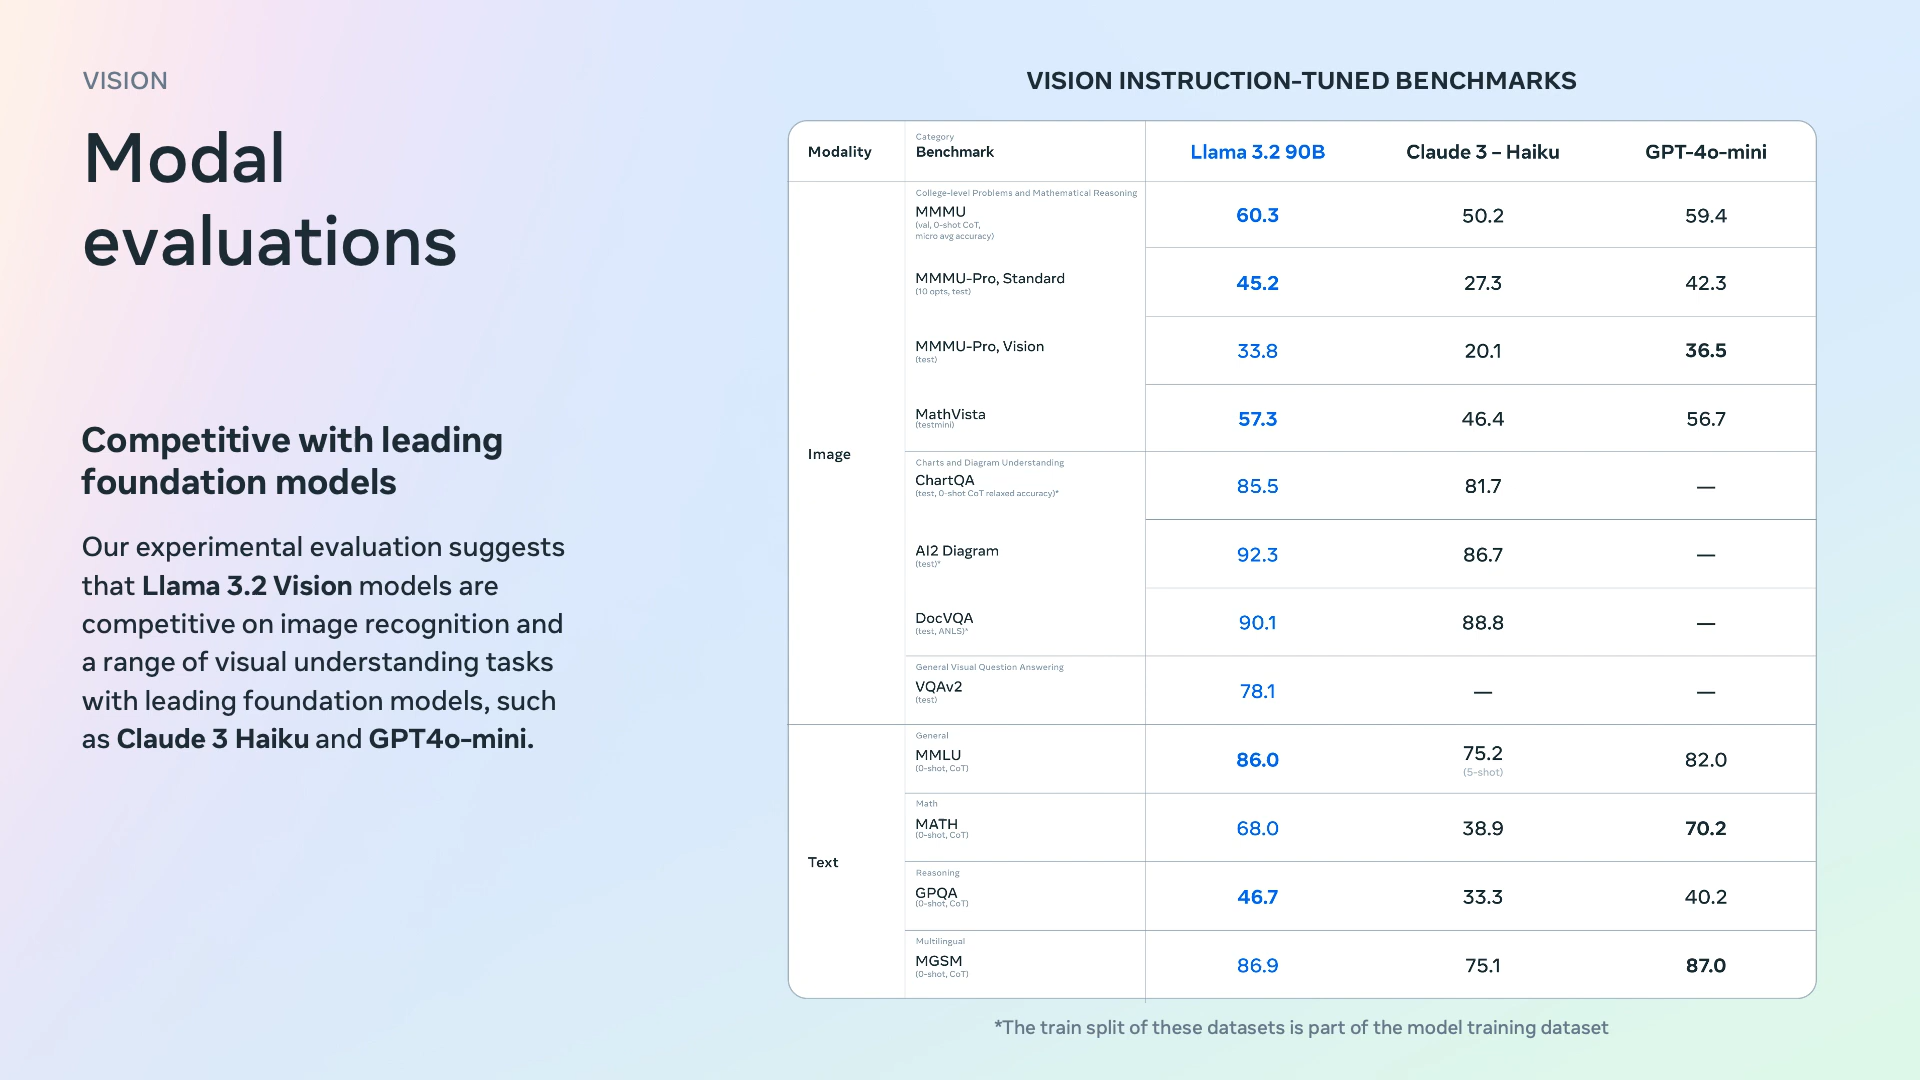 VISION
Modal
evaluations
Competitive with leading
foundation models
Our experimental evaluation suggests
that Llama 3.2 Vision models are
competitive on image recognition and
a range of visual understanding tasks
with leading foundation models, such
as Claude 3 Haiku and GPT4o-mini.
VISION INSTRUCTION-TUNED BENCHMARKS
Modality
Category
Benchmark
Llama 3.2 90B
Claude 3 – Haiku
GPT-4o-mini
Image
College-level Problems and Mathematical Reasoning
MMMU
(val, 0-shot CoT,
micro avg accuracy)
60.3
50.2
59.4
MMMU-Pro, Standard
(10 opts, test)
45.2
27.3
42.3
MMMU-Pro, Vision
(test)
33.8
20.1
36.5
MathVista
(testmini)
57.3
46.4
56.7
Charts and Diagram Understanding
ChartQA
(test, 0-shot CoT relaxed accuracy)*
85.5
81.7
—
AI2 Diagram
(test)*
92.3
86.7
—
DocVQA
(test, ANLS)*
90.1
88.8
—
General Visual Question Answering
VQAv2
(test)
78.1
—
—
Text
General
MMLU
(0-shot, CoT)
86.0
75.2
(5-shot)
82.0
Math
MATH
(0-shot, CoT)
68.0
38.9
70.2
Reasoning
GPQA
(0-shot, CoT)
46.7
33.3
40.2
Multilingual
MGSM
(0-shot, CoT)
86.9
75.1
87.0
*The train split of these datasets is part of the model training dataset